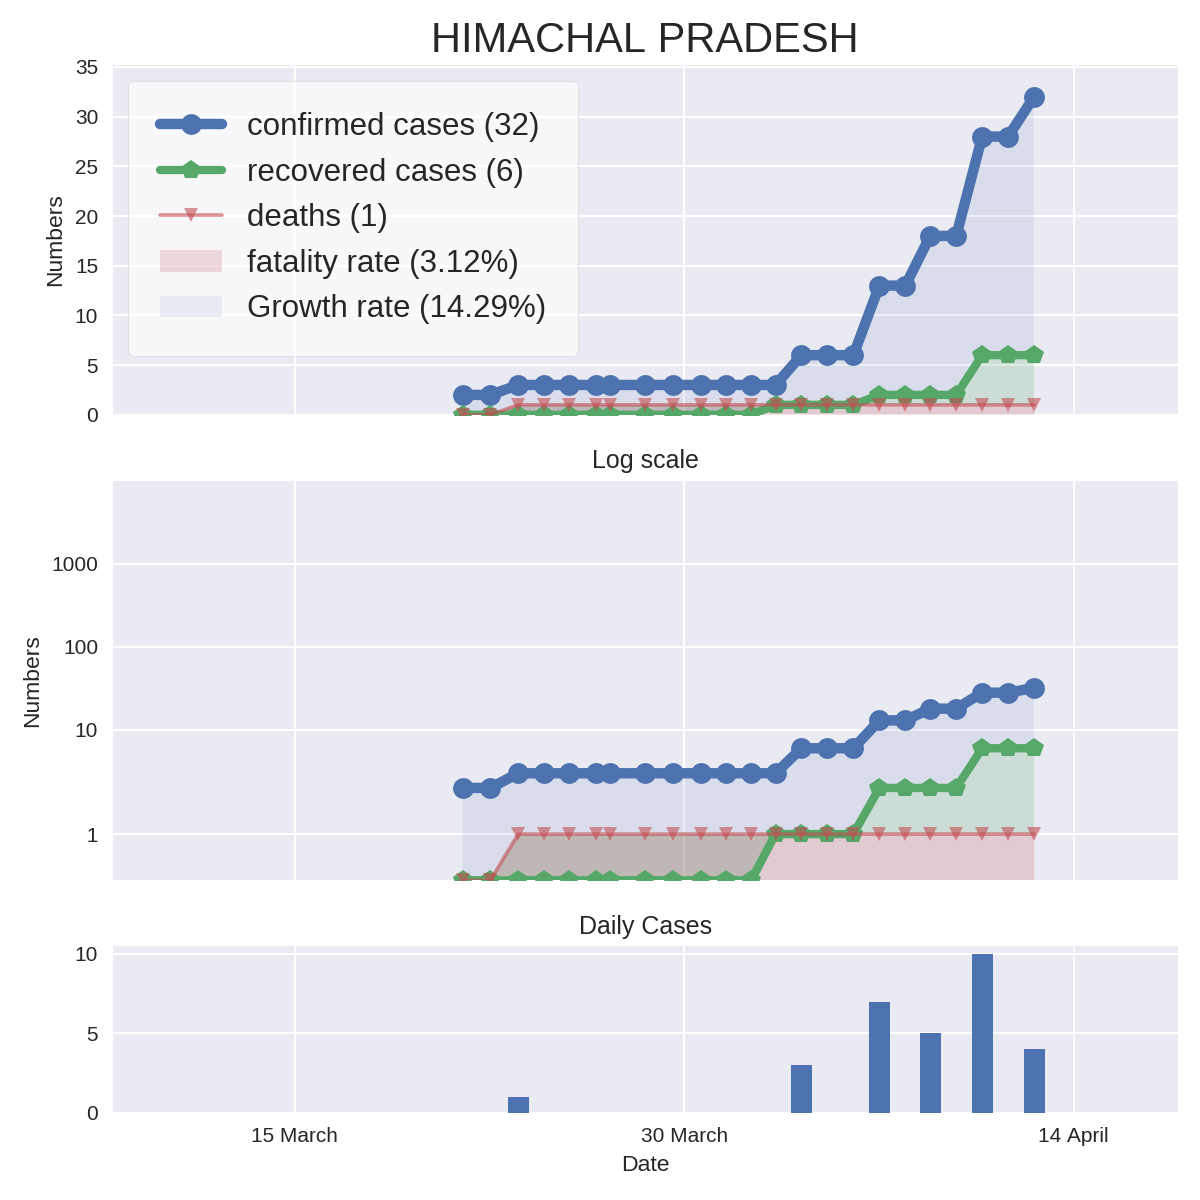 HIMACHAL PRADESH
35
30
25
20
15
10
5
0
Numbers
confirmed cases (32)
recovered cases (6)
deaths (1)
fatality rate (3.12%)
Growth rate (14.29%)
Log scale
1000
100
10
1
Numbers
Daily Cases
10
5
0
15 March
30 March
14 April
Date